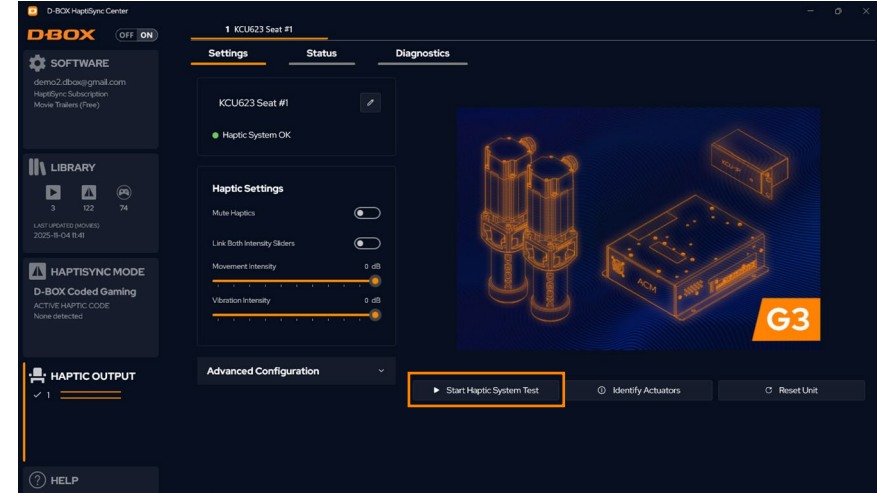 D-BOX HaptiSync Center
D-BOX
OFF ON
SOFTWARE
demo2.dbox@gmail.com
HaptiSync Subscription
Movie Trailers (Free)
LIBRARY
3 122 74
LAST UPDATED (MOVIES)
2025-11-04 11:41
HAPTISYNC MODE
D-BOX Coded Gaming
ACTIVE HAPTIC CODE
None detected
HAPTIC OUTPUT
1
HELP
1 KCU623 Seat #1
Settings Status Diagnostics
KCU623 Seat #1
Haptic System OK
Haptic Settings
Mute Haptics
Link Both Intensity Sliders
Movement Intensity 0 dB
Vibration Intensity 0 dB
Advanced Configuration
KCU-1P
ACM
G3
Start Haptic System Test Identify Actuators Reset Unit